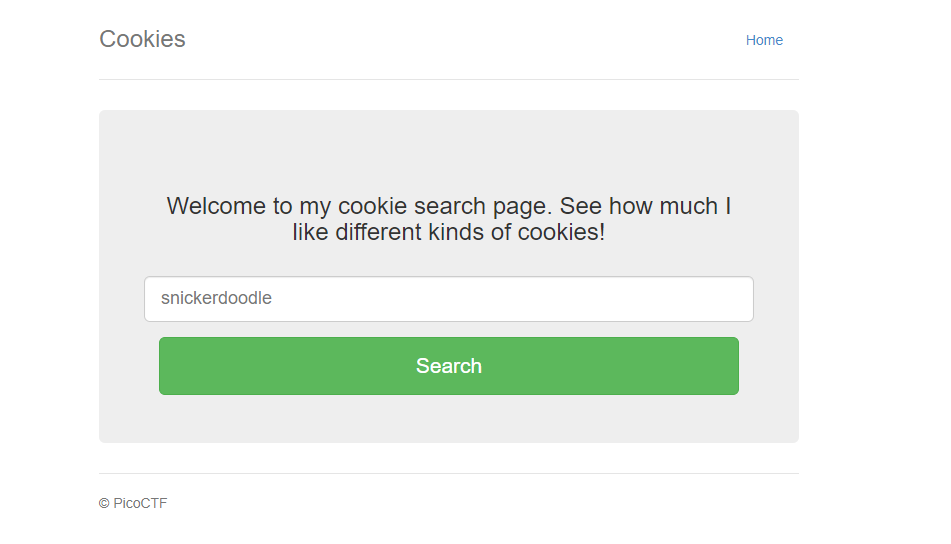 Cookies
Home
Welcome to my cookie search page. See how much I
like different kinds of cookies!
snickerdoodle
Search
© PicoCTF